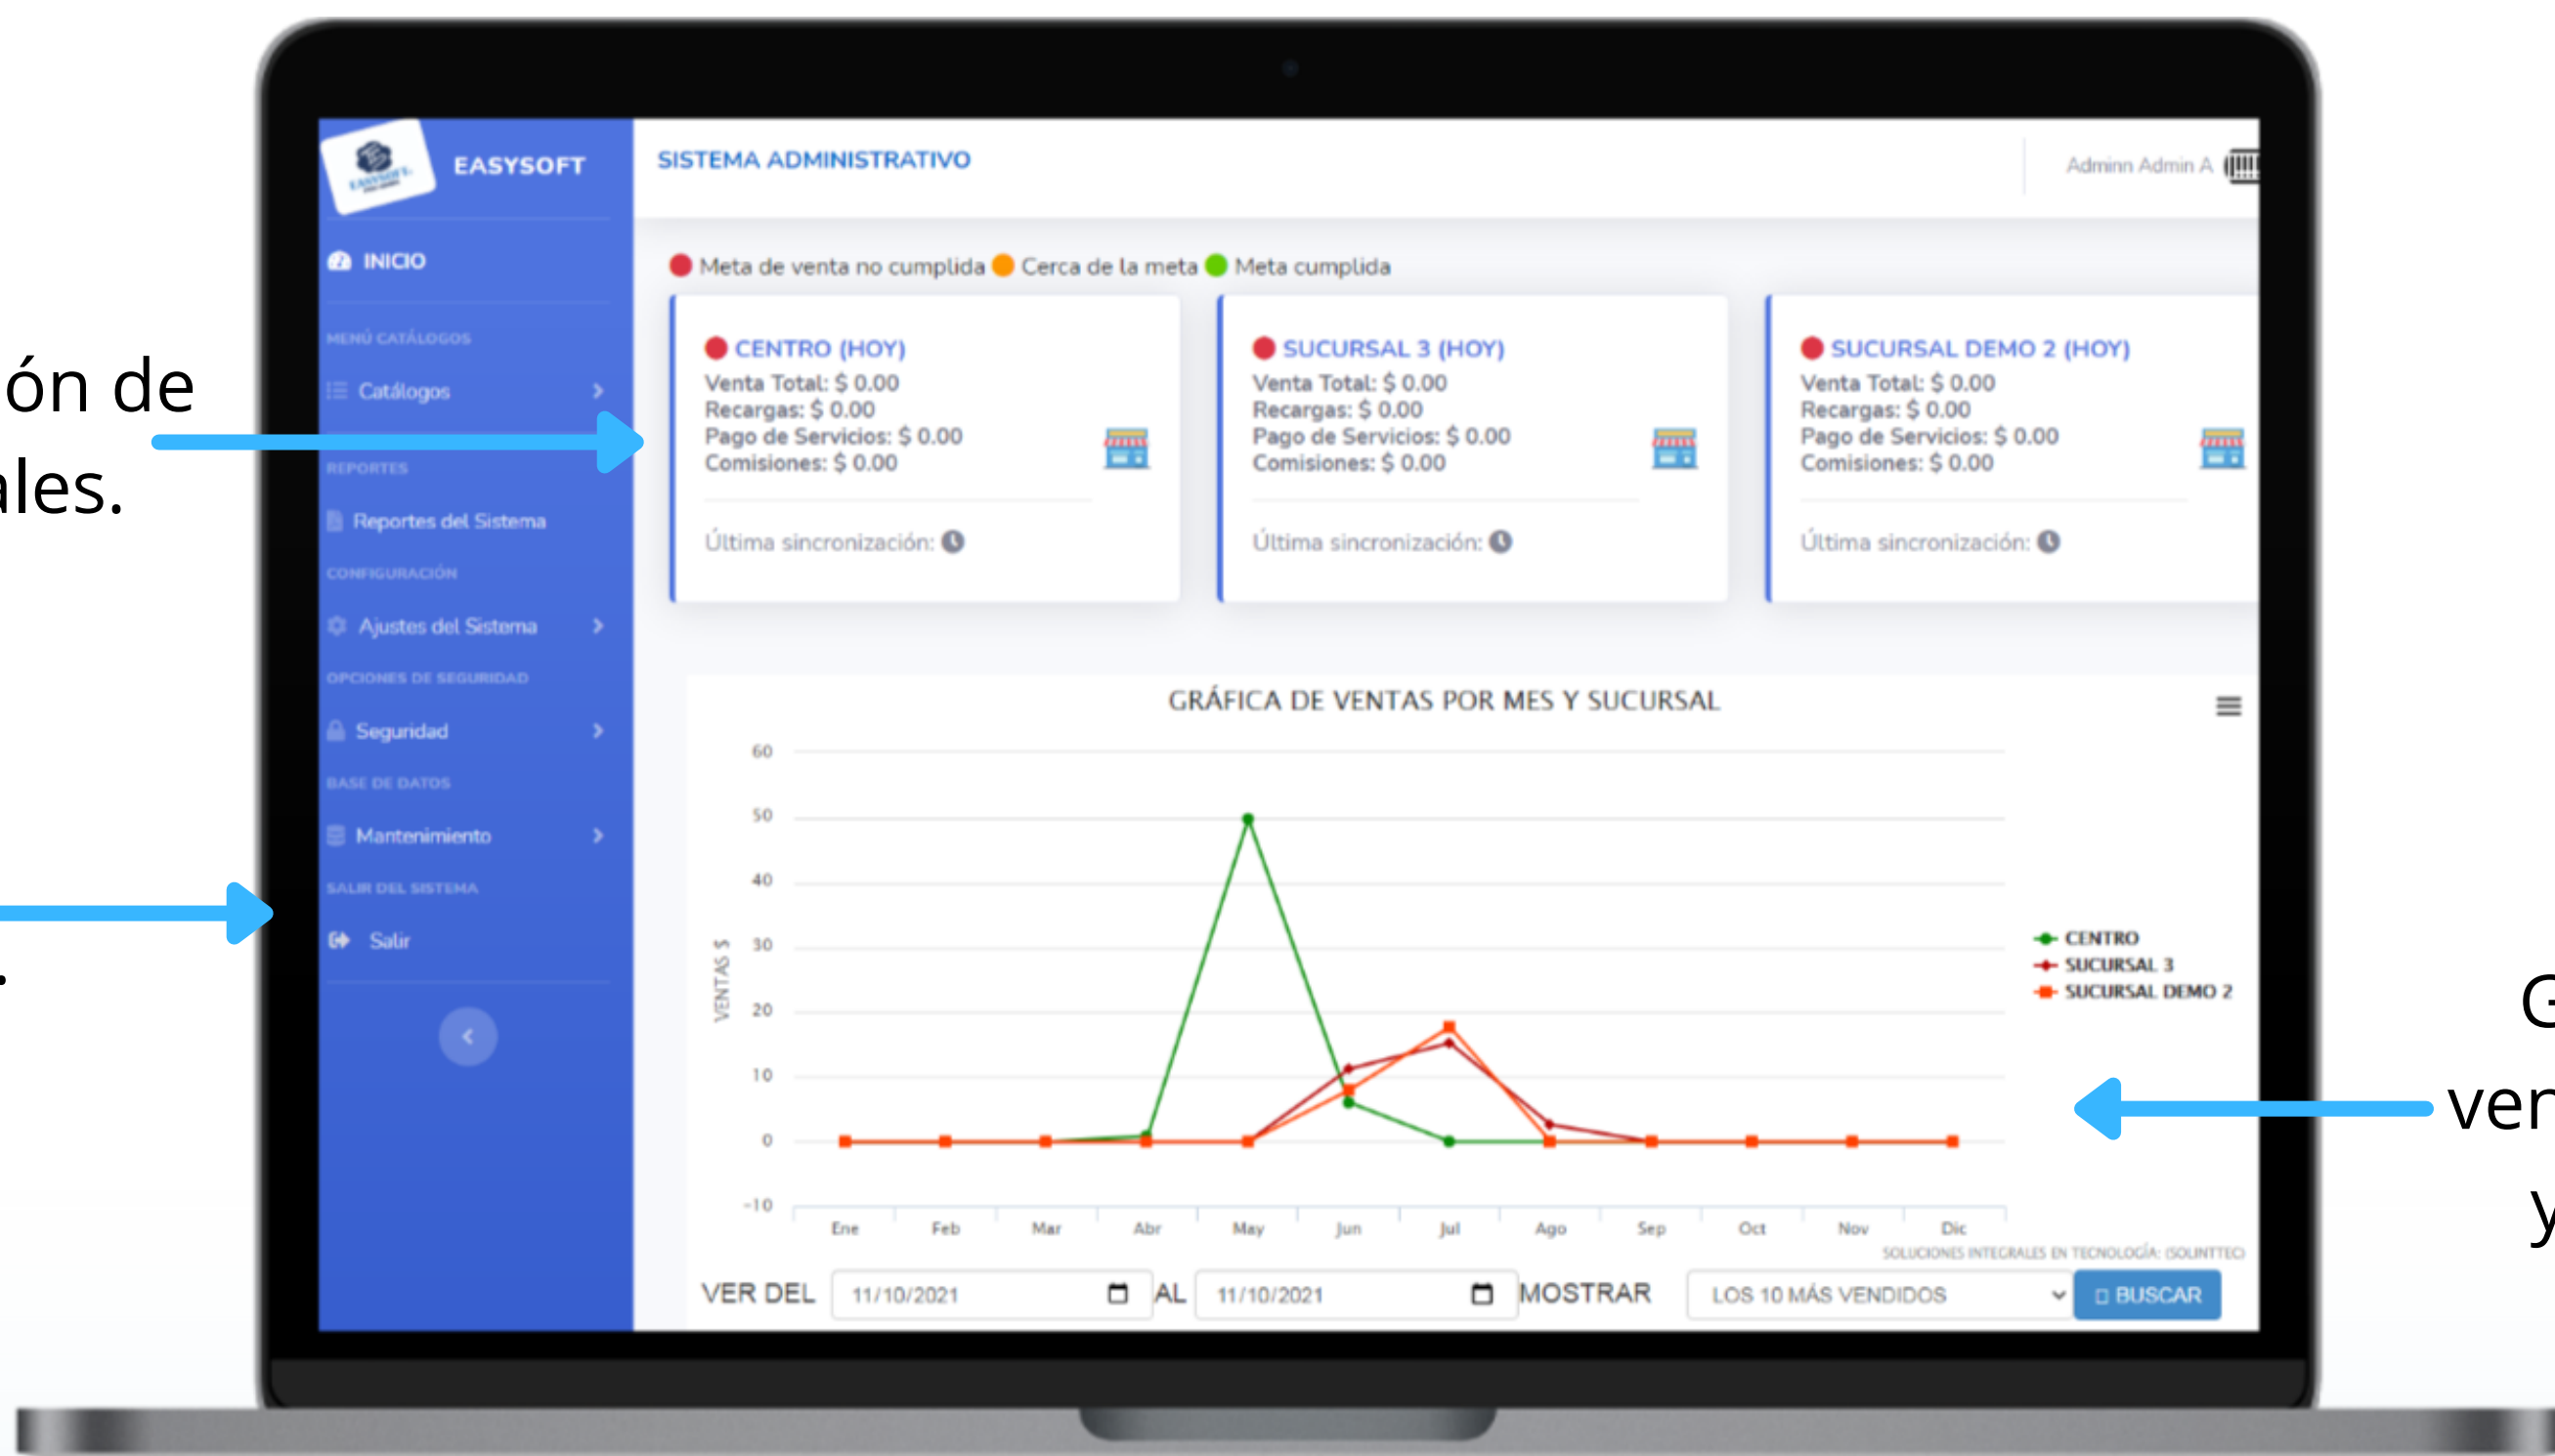 ón de
ales.
.
EASYSOFT
EASYSOFT
INICIO
MENÚ CATÁLOGOS
Catálogos
REPORTES
Reportes del Sistema
CONFIGURACIÓN
Ajustes del Sistema
OPCIONES DE SEGURIDAD
Seguridad
BASE DE DATOS
Mantenimiento
SALIR DEL SISTEMA
Salir
SISTEMA ADMINISTRATIVO
Adminn Admin A
Meta de venta no cumplida Cerca de la meta Meta cumplida
CENTRO (HOY)
Venta Total: $ 0.00
Recargas: $ 0.00
Pago de Servicios: $ 0.00
Comisiones: $ 0.00
Última sincronización:
SUCURSAL 3 (HOY)
Venta Total: $ 0.00
Recargas: $ 0.00
Pago de Servicios: $ 0.00
Comisiones: $ 0.00
Última sincronización:
SUCURSAL DEMO 2 (HOY)
Venta Total: $ 0.00
Recargas: $ 0.00
Pago de Servicios: $ 0.00
Comisiones: $ 0.00
Última sincronización:
GRÁFICA DE VENTAS POR MES Y SUCURSAL
60
50
40
30
20
10
0
-10
VENTAS $
Ene Feb Mar Abr May Jun Jul Ago Sep Oct Nov Dic
CENTRO
SUCURSAL 3
SUCURSAL DEMO 2
SOLUCIONES INTEGRALES EN TECNOLOGÍA: (SOLINTTEC)
VER DEL 11/10/2021 AL 11/10/2021 MOSTRAR LOS 10 MÁS VENDIDOS BUSCAR
G
ven
y